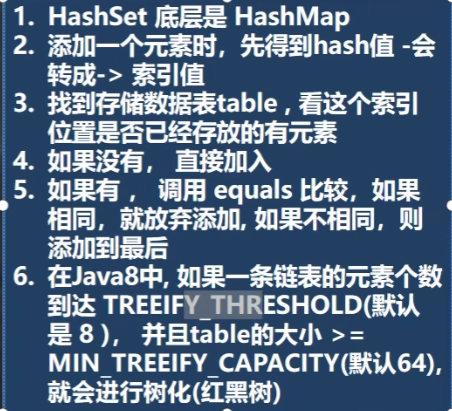 1. HashSet 底层是 HashMap
2. 添加一个元素时，先得到hash值 -会
转成-> 索引值
3. 找到存储数据表table , 看这个索引
位置是否已经存放的有元素
4. 如果没有， 直接加入
5. 如果有 ， 调用 equals 比较，如果
相同，就放弃添加, 如果不相同，则
添加到最后
6. 在Java8中, 如果一条链表的元素个数
到达 TREEIFY_THRESHOLD(默认
是 8 )， 并且table的大小 >=
MIN_TREEIFY_CAPACITY(默认64),
就会进行树化(红黑树)